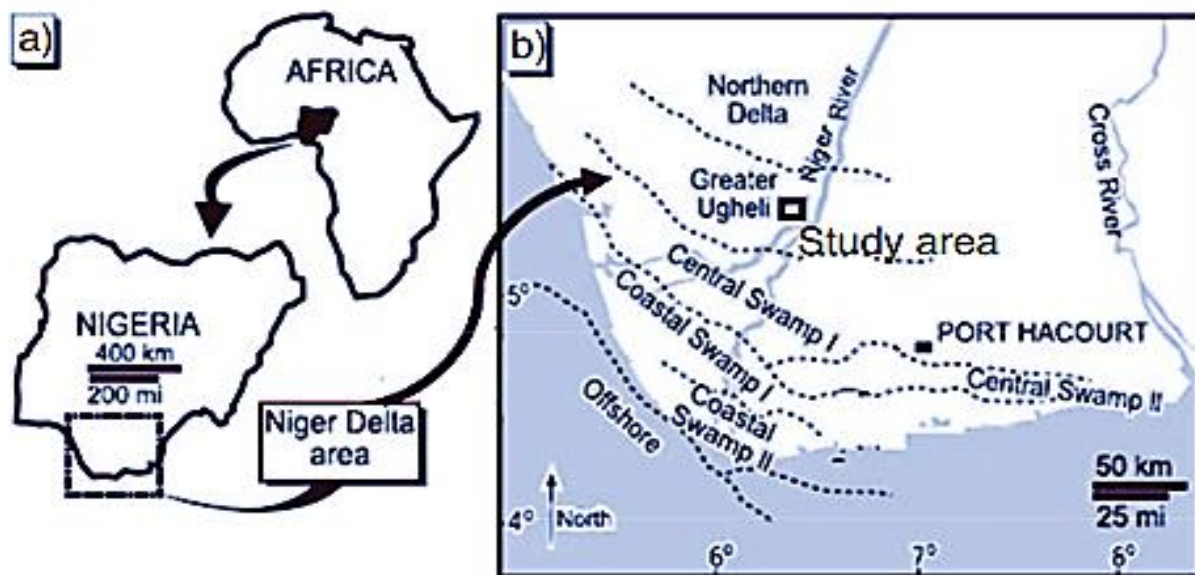 a)
AFRICA
NIGERIA
400 km
200 mi
Niger Delta
area
b)
Northern
Delta
Niger River
Cross River
Greater
Ugheli
Study area
Central Swamp I
Coastal Swamp I
PORT HACOURT
Central Swamp II
Coastal
Swamp II
Offshore
5°
4°
North
50 km
25 mi
6°
7°
8°